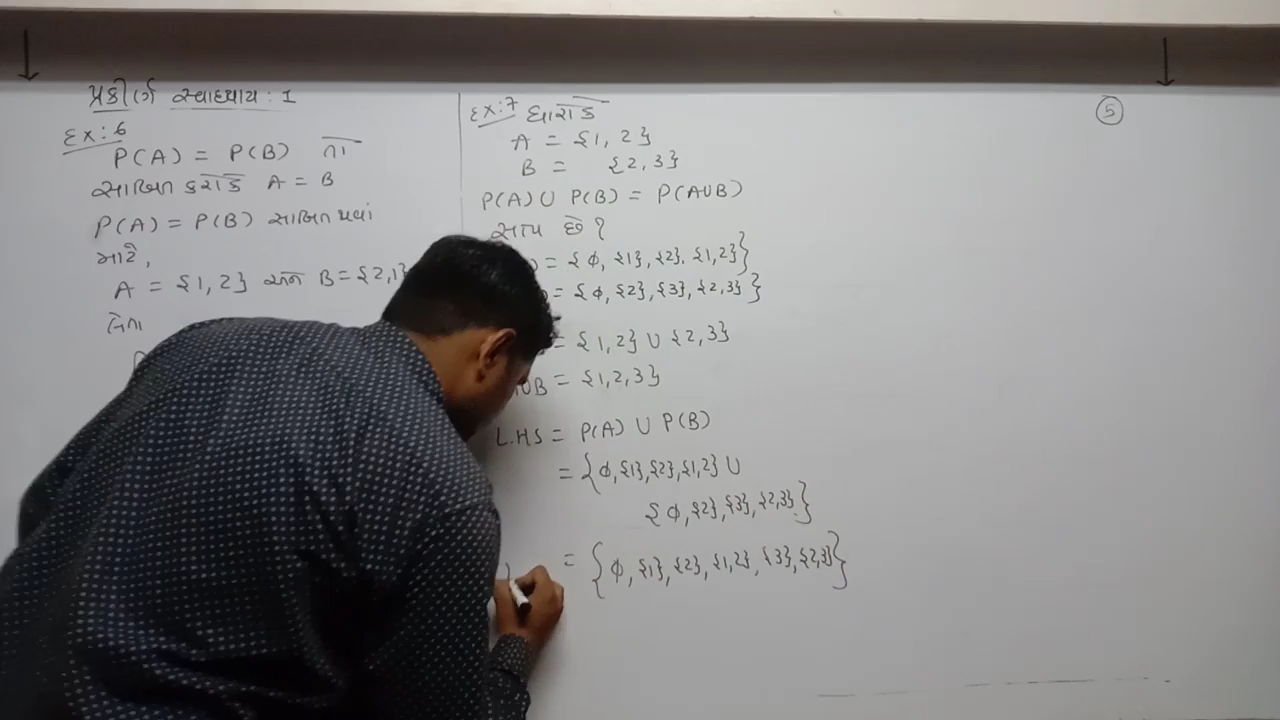 પ્રકીર્ણ સ્વાધ્યાય : 1
Ex : 6
P(A) = P(B) તો
સાબિત કરો કે A = B
P(A) = P(B) સાબિત થવા
માટે ,
A = {1, 2} અને B = {2,1}
લેતા
Ex : 7 ધારો કે
A = {1, 2}
B = {2,3}
P(A) ∪ P(B) = P(A∪B)
સત્ય છે ?
= {ϕ, {1}, {2}. {1,2}}
= {ϕ, {2}, {3}, {2,3}}
= {1,2} ∪ {2,3}
∪B = {1,2,3}
L.HS = P(A) ∪ P(B)
= {ϕ,{1},{2},{1,2} ∪
{ϕ, {2}, {3}, {2,3}.}
= {ϕ, {1}, {2}, {1,2}, {3}, {2,3}}
5